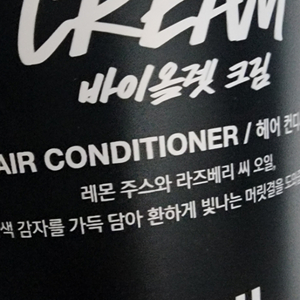 CREAM
바이올렛 크림
AIR CONDITIONER / 헤어 컨디
레몬 주스와 라즈베리 씨 오일,
색 감자를 가득 담아 환하게 빛나는 머릿결을